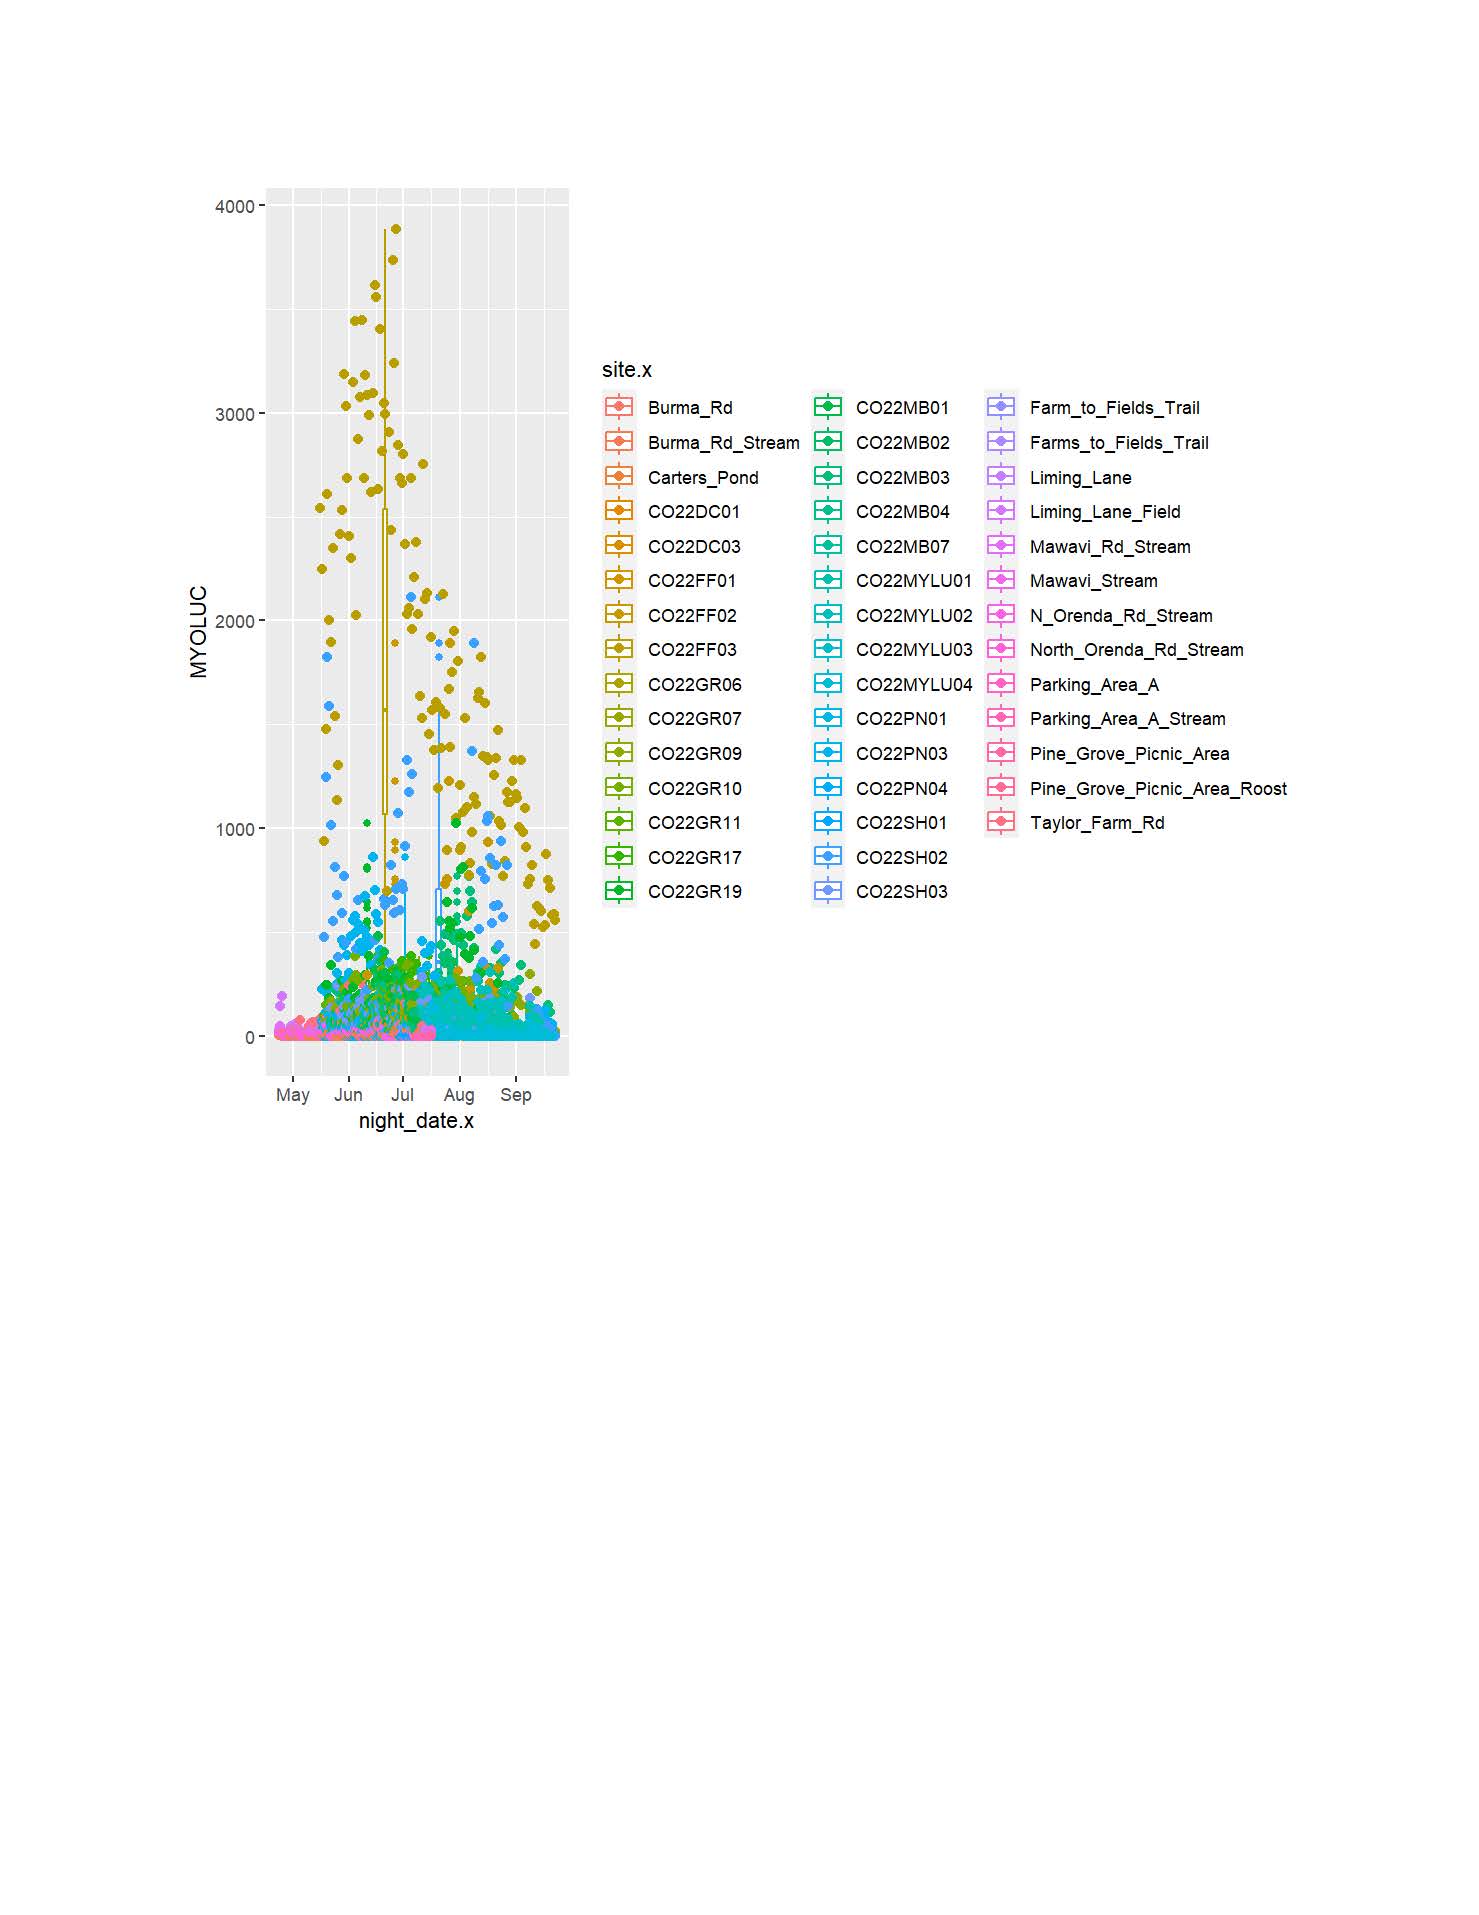 4000
3000
2000
1000
0
MYOLUC
May Jun Jul Aug Sep
night_date.x
site.x
Burma_Rd
Burma_Rd_Stream
Carters_Pond
CO22DC01
CO22DC03
CO22FF01
CO22FF02
CO22FF03
CO22GR06
CO22GR07
CO22GR09
CO22GR10
CO22GR11
CO22GR17
CO22GR19
CO22MB01
CO22MB02
CO22MB03
CO22MB04
CO22MB07
CO22MYLU01
CO22MYLU02
CO22MYLU03
CO22MYLU04
CO22PN01
CO22PN03
CO22PN04
CO22SH01
CO22SH02
CO22SH03
Farm_to_Fields_Trail
Farms_to_Fields_Trail
Liming_Lane
Liming_Lane_Field
Mawavi_Rd_Stream
Mawavi_Stream
N_Orenda_Rd_Stream
North_Orenda_Rd_Stream
Parking_Area_A
Parking_Area_A_Stream
Pine_Grove_Picnic_Area
Pine_Grove_Picnic_Area_Roost
Taylor_Farm_Rd